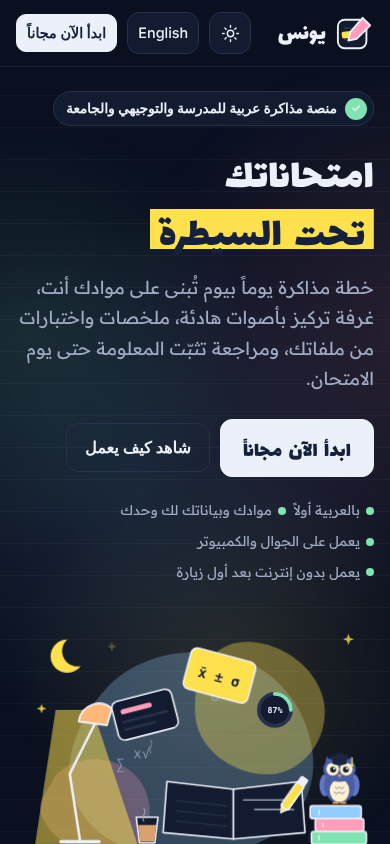 يونس
English
ابدأ الآن مجاناً
منصة مذاكرة عربية للمدرسة والتوجيهي والجامعة
امتحاناتك
تحت السيطرة
خطة مذاكرة يوماً بيوم تُبنى على موادك أنت،
غرفة تركيز بأصوات هادئة، ملخصات واختبارات
من ملفاتك، ومراجعة تثبّت المعلومة حتى يوم
الامتحان.
ابدأ الآن مجاناً
شاهد كيف يعمل
بالعربية أولاً
موادك وبياناتك لك وحدك
يعمل على الجوال والكمبيوتر
يعمل بدون إنترنت بعد أول زيارة
x̄ ± σ
87%
∑
x√